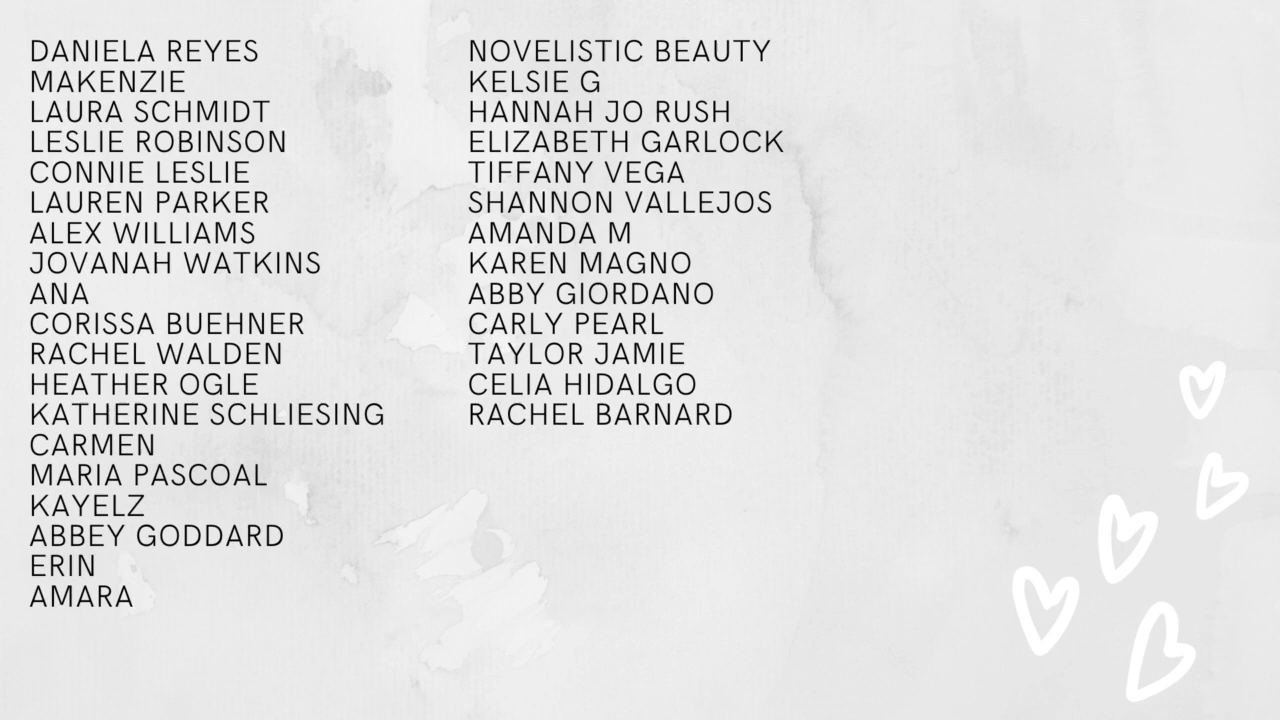 DANIELA REYES
MAKENZIE
LAURA SCHMIDT
LESLIE ROBINSON
CONNIE LESLIE
LAUREN PARKER
ALEX WILLIAMS
JOVANAH WATKINS
ANA
CORISSA BUEHNER
RACHEL WALDEN
HEATHER OGLE
KATHERINE SCHLIESING
CARMEN
MARIA PASCOAL
KAYELZ
ABBEY GODDARD
ERIN
AMARA
NOVELISTIC BEAUTY
KELSIE G
HANNAH JO RUSH
ELIZABETH GARLOCK
TIFFANY VEGA
SHANNON VALLEJOS
AMANDA M
KAREN MAGNO
ABBY GIORDANO
CARLY PEARL
TAYLOR JAMIE
CELIA HIDALGO
RACHEL BARNARD